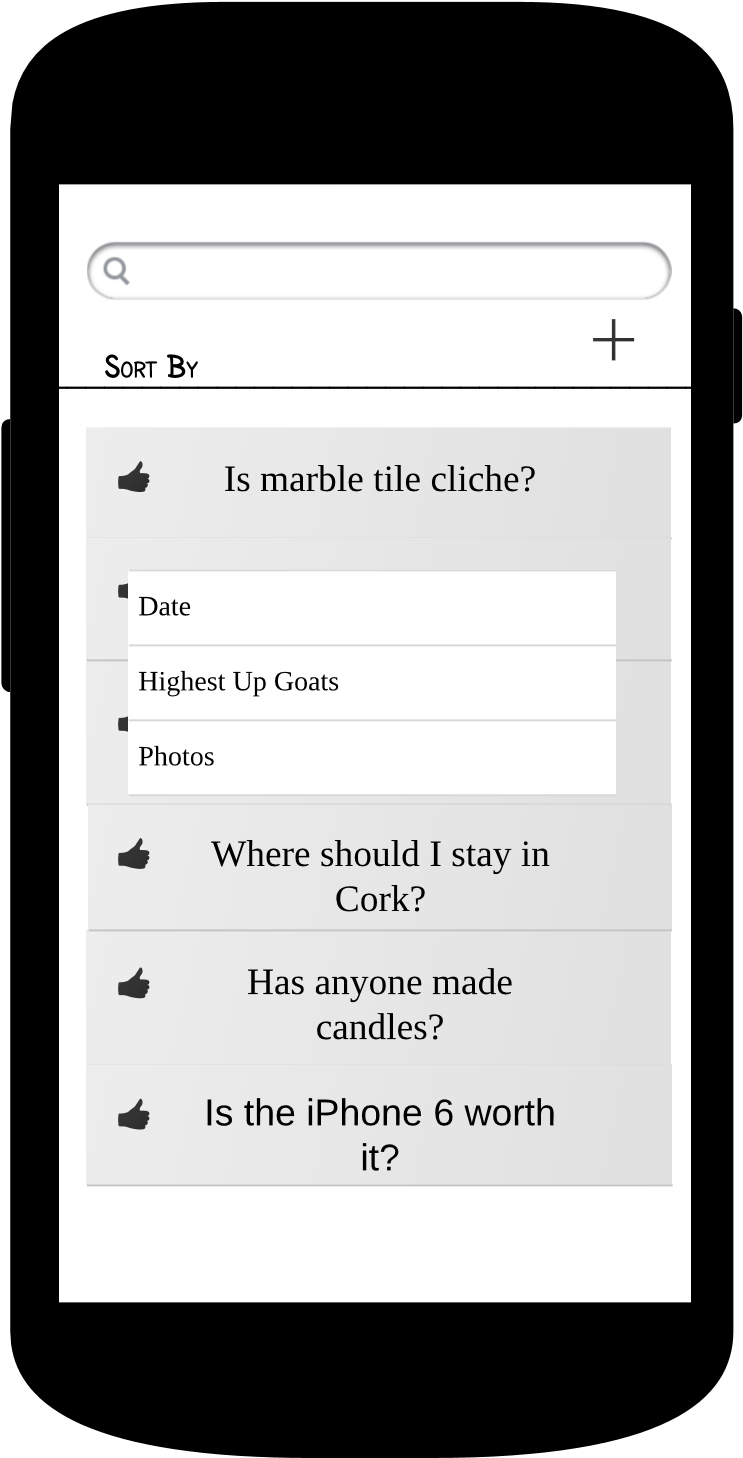 Sort By
Is marble tile cliche?
Date
Highest Up Goats
Photos
Where should I stay in
Cork?
Has anyone made
candles?
Is the iPhone 6 worth
it?